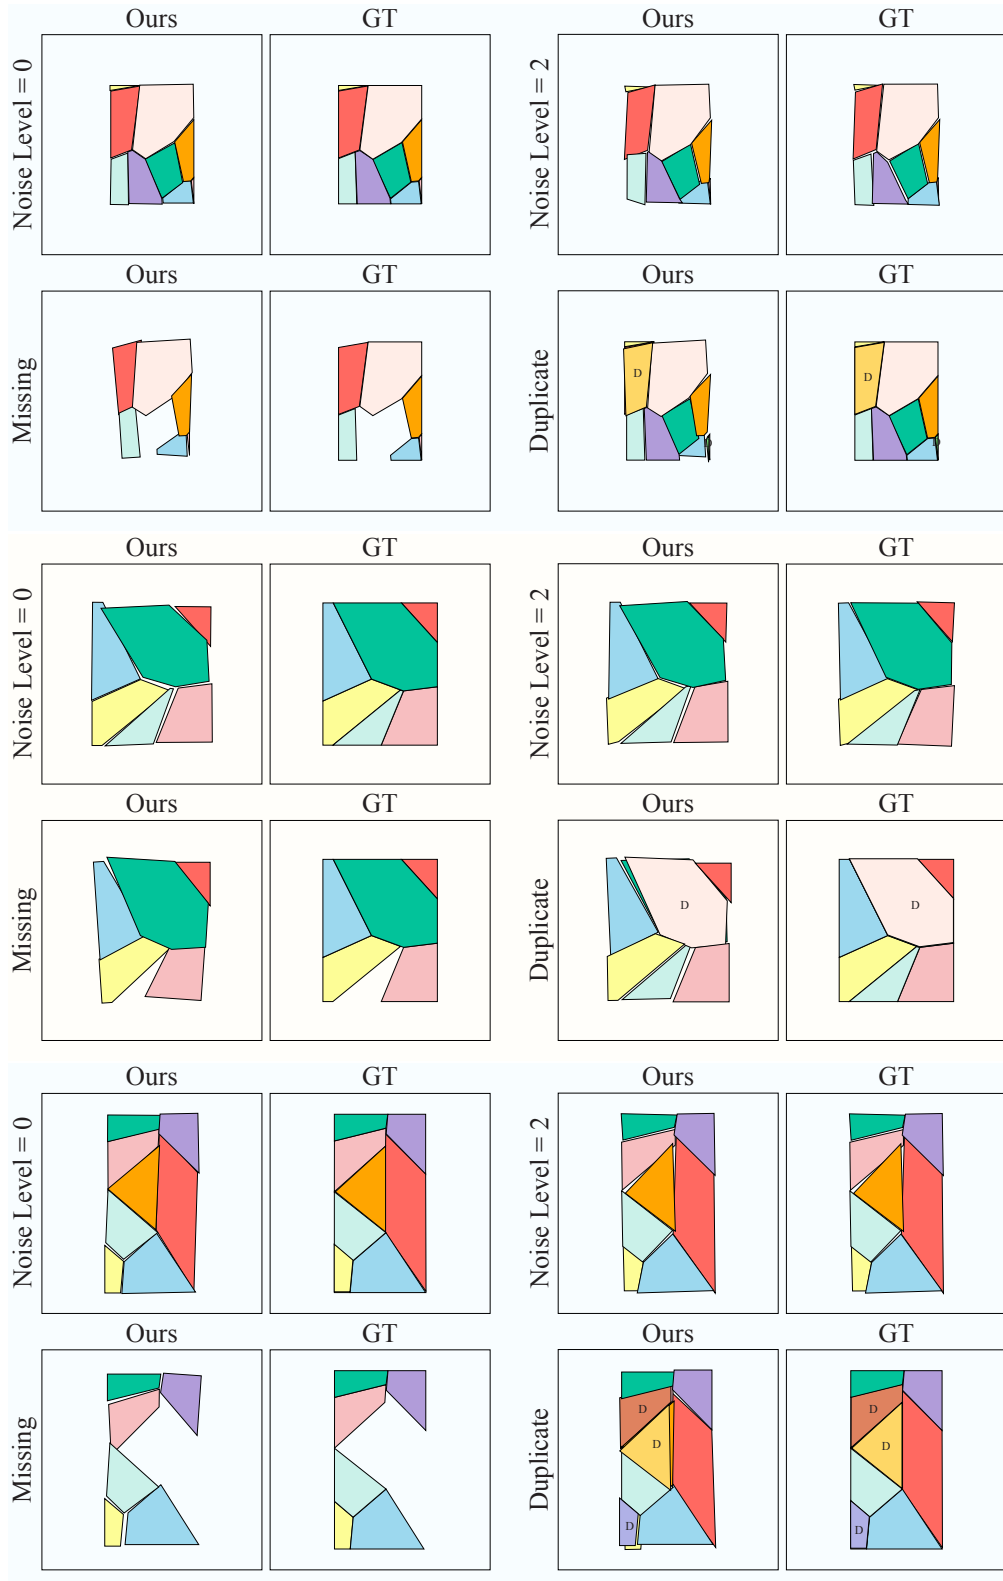 Ours GT Ours GT
Noise Level = 0
Noise Level = 2
Ours GT Ours GT
Missing
Duplicate
D
D
D
D
Ours GT Ours GT
Noise Level = 0
Noise Level = 2
Ours GT Ours GT
Missing
Duplicate
D
D
Ours GT Ours GT
Noise Level = 0
Noise Level = 2
Ours GT Ours GT
Missing
Duplicate
D
D
D
D
D
D